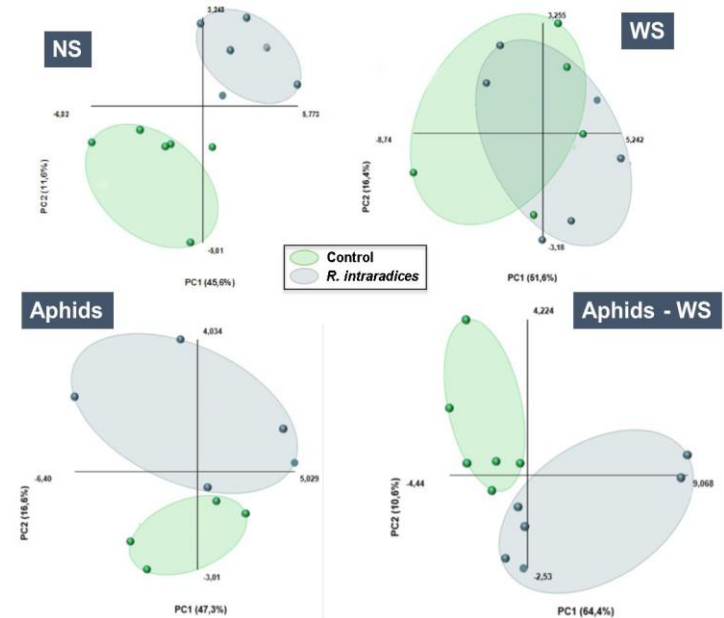 NS
3,248
-6,02
5,773
PC2 (11,6%)
-5,01
PC1 (45,6%)
WS
3,255
-8,74
5,242
PC2 (16,4%)
-3,18
PC1 (51,6%)
Control
R. intraradices
Aphids
4,034
-6,40
5,029
PC2 (16,6%)
-3,91
PC1 (47,3%)
Aphids - WS
4,224
-4,44
9,068
PC2 (10,6%)
-2,53
PC1 (64,4%)